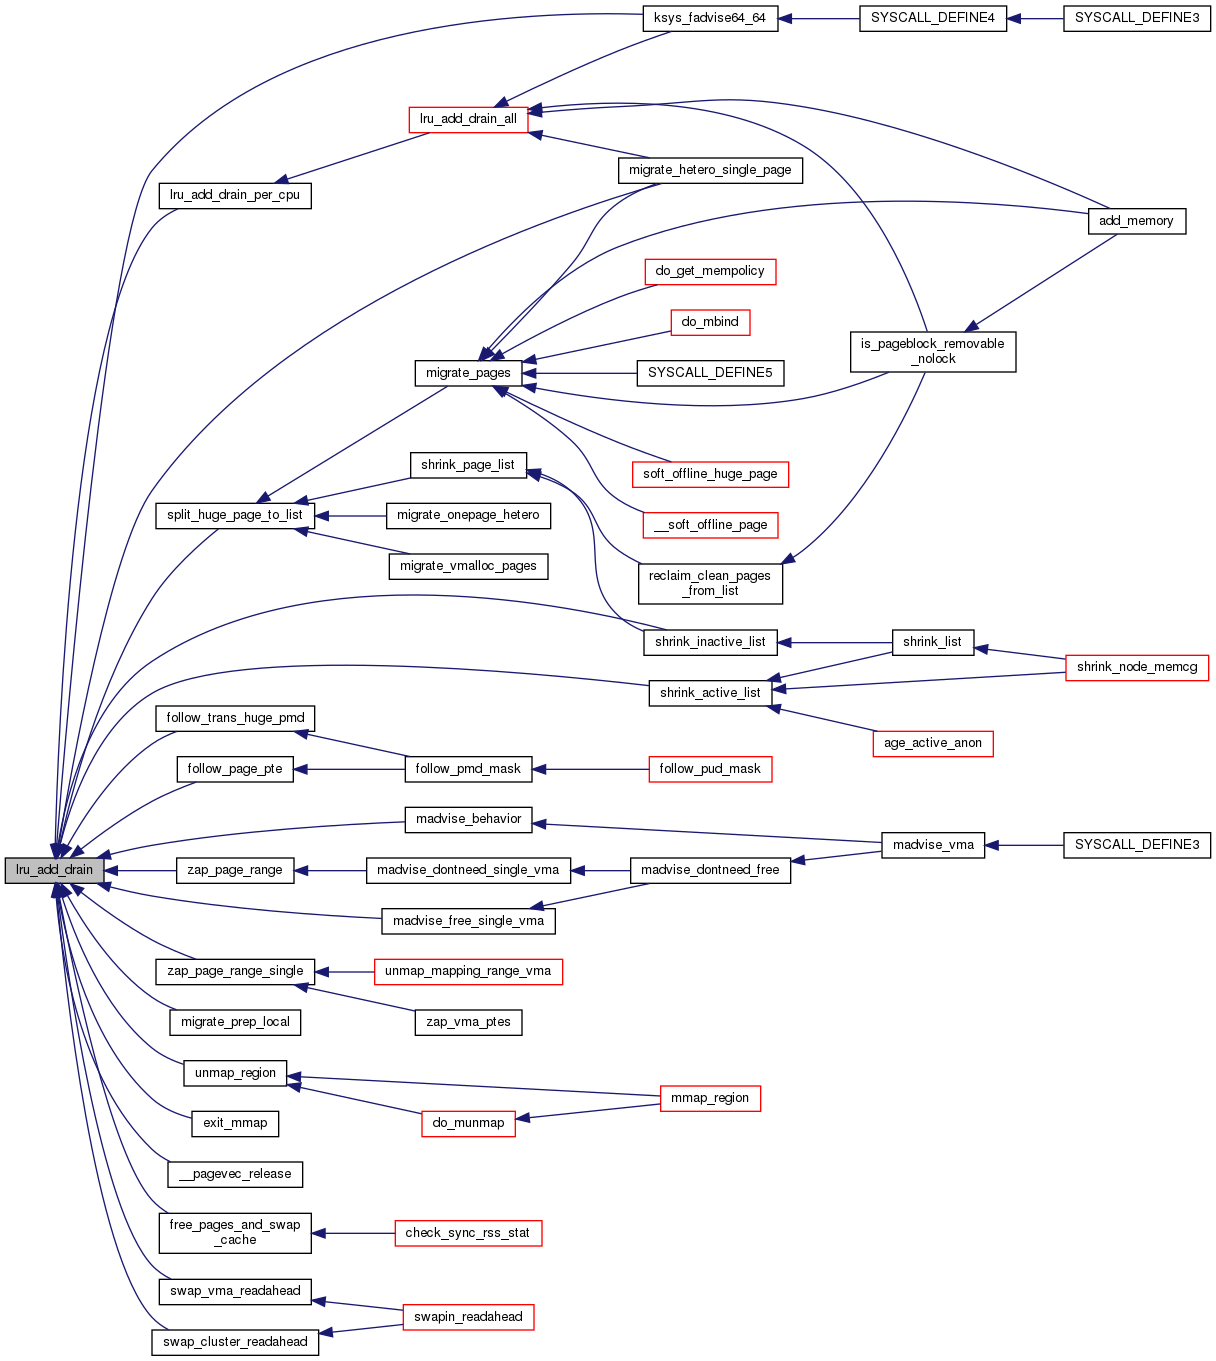 ksys_fadvise64_64
SYSCALL_DEFINE4
SYSCALL_DEFINE3
lru_add_drain_all
migrate_hetero_single_page
lru_add_drain_per_cpu
add_memory
do_get_mempolicy
do_mbind
is_pageblock_removable
_nolock
migrate_pages
SYSCALL_DEFINE5
shrink_page_list
soft_offline_huge_page
split_huge_page_to_list
migrate_onepage_hetero
__soft_offline_page
migrate_vmalloc_pages
reclaim_clean_pages
_from_list
shrink_inactive_list
shrink_list
shrink_node_memcg
shrink_active_list
follow_trans_huge_pmd
age_active_anon
follow_page_pte
follow_pmd_mask
follow_pud_mask
madvise_behavior
madvise_vma
SYSCALL_DEFINE3
lru_add_drain
zap_page_range
madvise_dontneed_single_vma
madvise_dontneed_free
madvise_free_single_vma
zap_page_range_single
unmap_mapping_range_vma
migrate_prep_local
zap_vma_ptes
unmap_region
mmap_region
exit_mmap
do_munmap
__pagevec_release
free_pages_and_swap
_cache
check_sync_rss_stat
swap_vma_readahead
swapin_readahead
swap_cluster_readahead